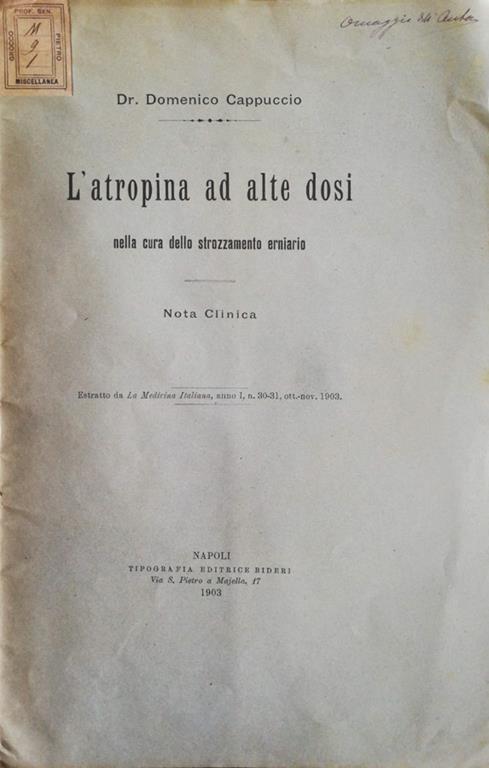 PROF. SEN.
GROCCO
PIETRO
M
9
1
MISCELLANEA
Omaggio dell'Autore
Dr. Domenico Cappuccio
L'atropina ad alte dosi
nella cura dello strozzamento erniario
Nota Clinica
Estratto da La Medicina Italiana, anno I, n. 30-31, ott.-nov. 1903.
NAPOLI
TIPOGRAFIA EDITRICE BIDERI
Via S. Pietro a Majella, 17
1903